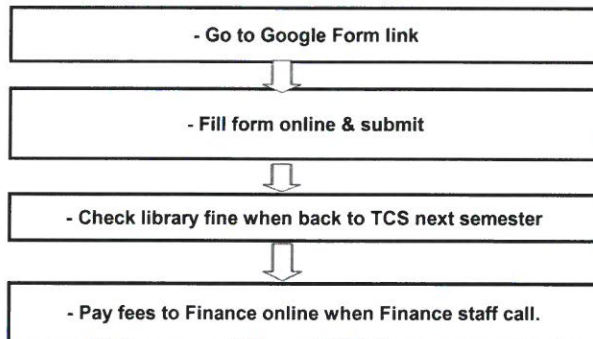 - Go to Google Form link
- Fill form online & submit
- Check library fine when back to TCS next semester
- Pay fees to Finance online when Finance staff call.